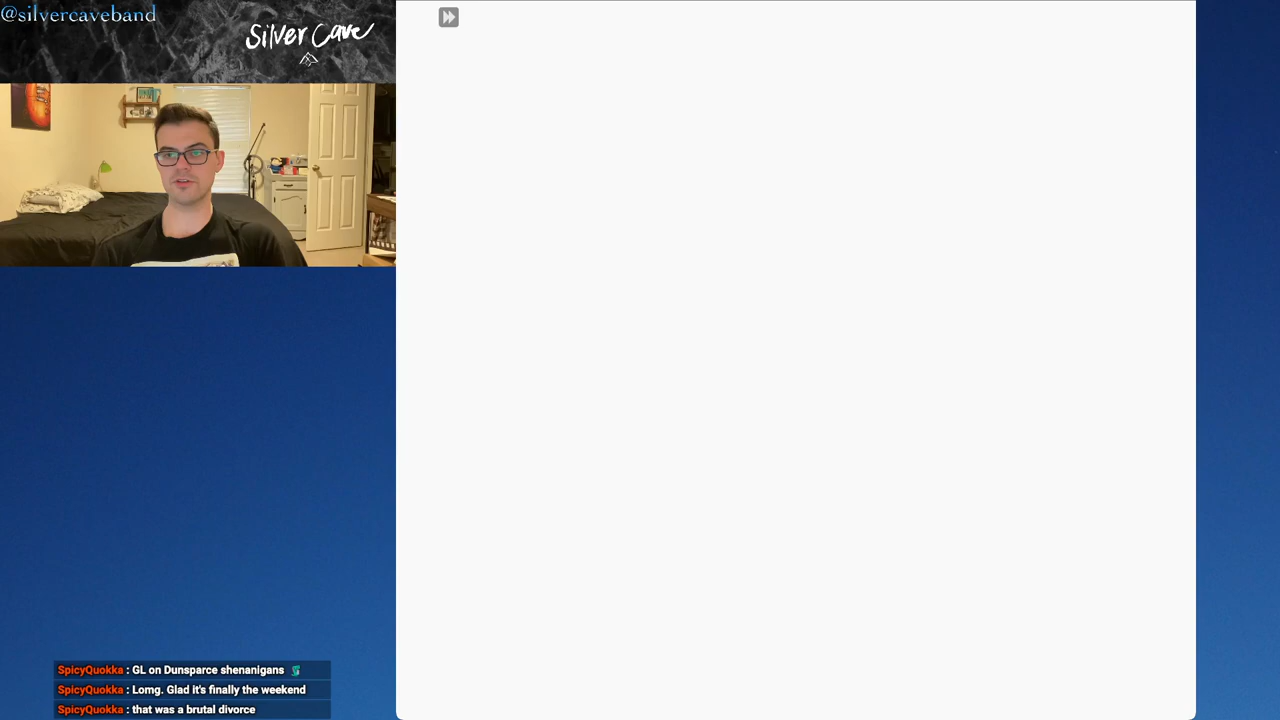 @silvercaveband
Silver Cave
SpicyQuokka : GL on Dunsparce shenanigans
SpicyQuokka : Lomg. Glad it's finally the weekend
SpicyQuokka : that was a brutal divorce